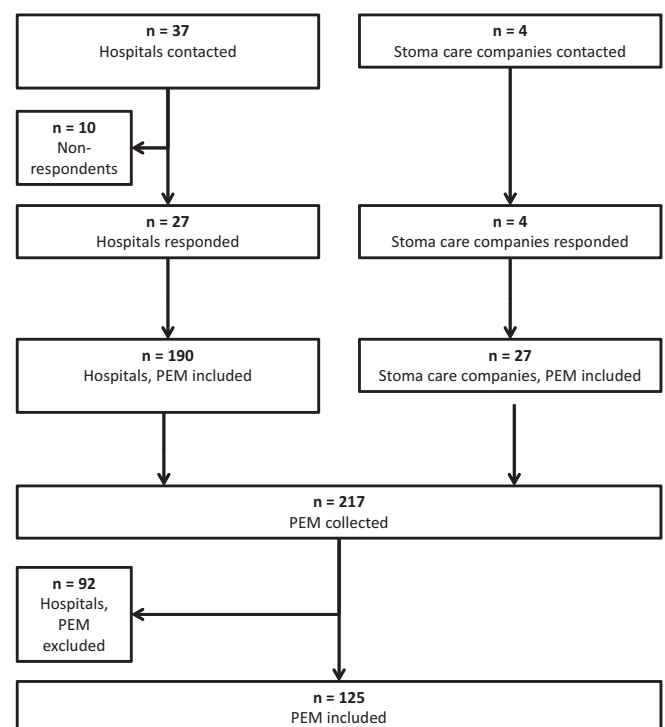 n = 37
Hospitals contacted
n = 4
Stoma care companies contacted
n = 10
Non-
respondents
n = 27
Hospitals responded
n = 4
Stoma care companies responded
n = 190
Hospitals, PEM included
n = 27
Stoma care companies, PEM included
n = 217
PEM collected
n = 92
Hospitals,
PEM
excluded
n = 125
PEM included